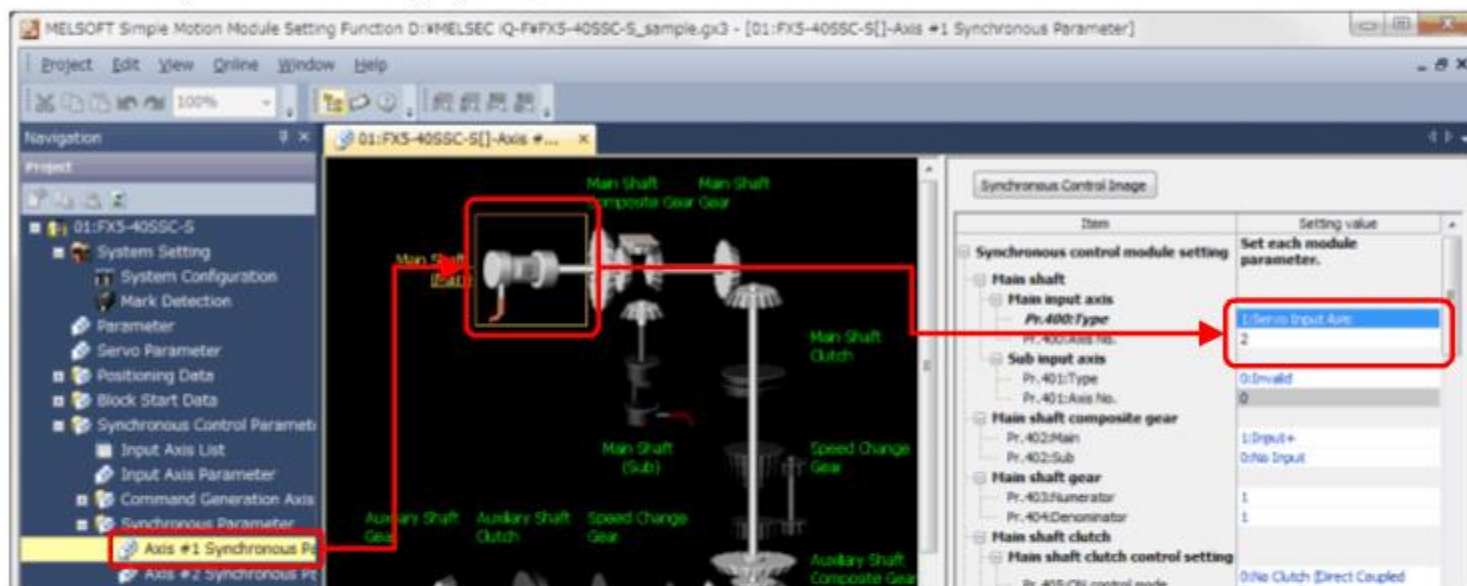 MELSOFT Simple Motion Module Setting Function D:¥MELSEC iQ-F¥FX5-40SSC-S_sample.gx3 - [01:FX5-40SSC-S[]-Axis #1 Synchronous Parameter]
Project Edit View Online Window Help
100%
Navigation
Project
01:FX5-40SSC-S
System Setting
System Configuration
Mark Detection
Parameter
Servo Parameter
Positioning Data
Block Start Data
Synchronous Control Paramet
Input Axis List
Input Axis Parameter
Command Generation Axis
Synchronous Parameter
Axis #1 Synchronous Pa
Axis #2 Synchronous Pa
01:FX5-40SSC-S[]-Axis #...
Main Shaft Composite Gear
Main Shaft Gear
Main Shaft
(Main)
Main Shaft
Clutch
Main Shaft
(Sub)
Speed Change
Gear
Auxiliary Shaft
Gear
Auxiliary Shaft
Clutch
Speed Change
Gear
Auxiliary Shaft
Composite Gear
Synchronous Control Image
Item Setting value
Synchronous control module setting Set each module parameter.
Main shaft
Main input axis
Pr.400:Type 1:Servo Input Axis
Pr.400:Axis No. 2
Sub input axis
Pr.401:Type 0:Invalid
Pr.401:Axis No. 0
Main shaft composite gear
Pr.402:Main 1:Input+
Pr.402:Sub 0:No Input
Main shaft gear
Pr.403:Numerator 1
Pr.404:Denominator 1
Main shaft clutch
Main shaft clutch control setting
Pr.405:ON control mode 0:No Clutch (Direct Coupled